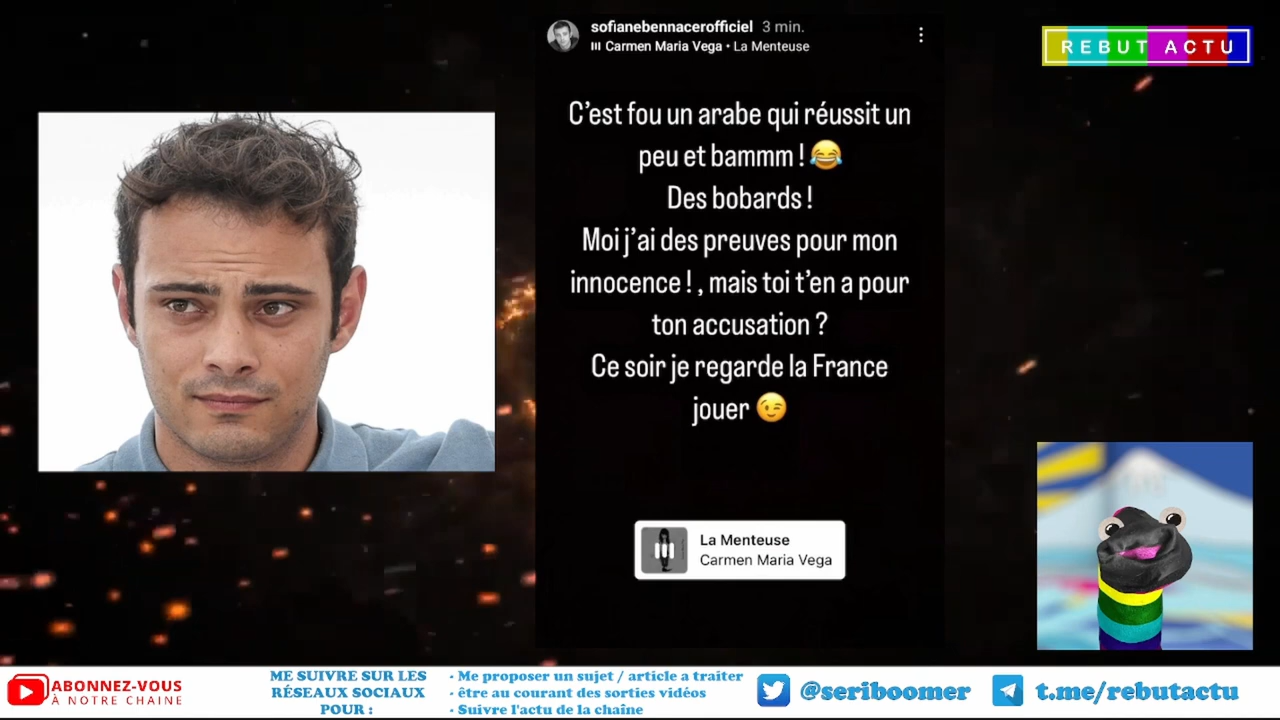 sofianebennacerofficiel 3 min.
Carmen Maria Vega • La Menteuse
REBUT ACTU
C'est fou un arabe qui réussit un
peu et bammm ! 😂
Des bobards !
Moi j'ai des preuves pour mon
innocence ! , mais toi t'en a pour
ton accusation ?
Ce soir je regarde la France
jouer 😉
La Menteuse
Carmen Maria Vega
ABONNEZ-VOUS
À NOTRE CHAINE
ME SUIVRE SUR LES
RÉSEAUX SOCIAUX
POUR :
- Me proposer un sujet / article a traiter
- être au courant des sorties vidéos
- Suivre l'actu de la chaîne
@seriboomer
t.me/rebutactu